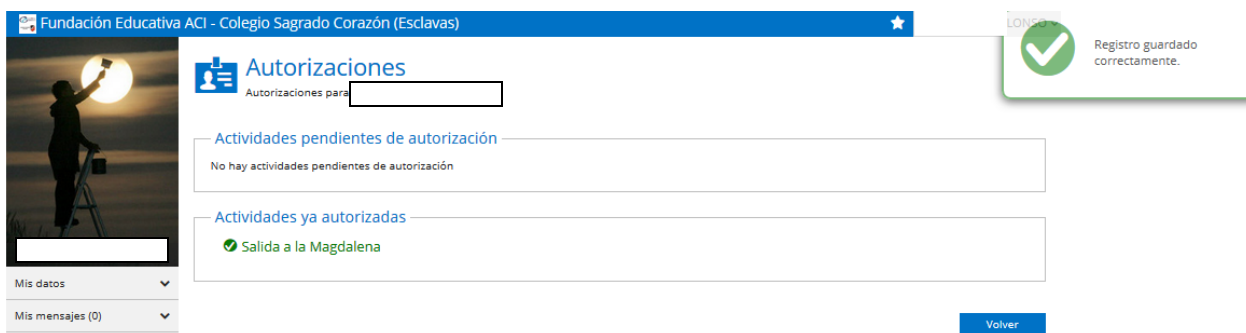 Fundación Educativa ACI - Colegio Sagrado Corazón (Esclavas)
LONSO
Registro guardado
correctamente.
Autorizaciones
Autorizaciones para
Actividades pendientes de autorización
No hay actividades pendientes de autorización
Actividades ya autorizadas
Salida a la Magdalena
Mis datos
Mis mensajes (0)
Volver